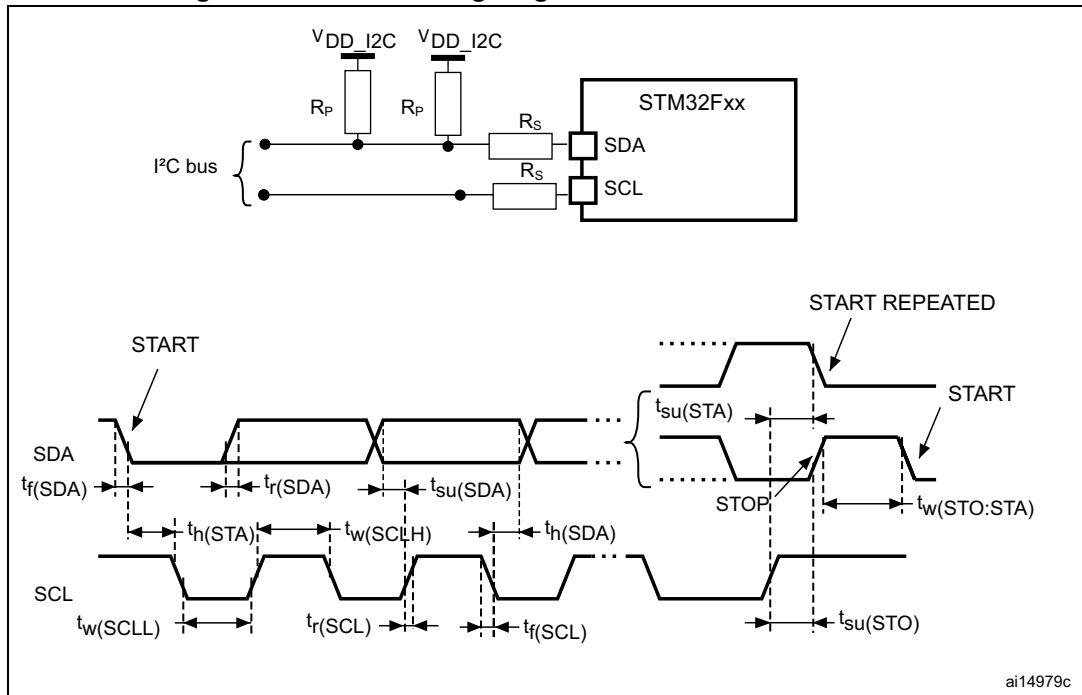 VDD_I2C VDD_I2C
STM32Fxx
RP RP RS
SDA
I²C bus
RS
SCL
START REPEATED
START
START
tsu(STA)
SDA
tf(SDA) tr(SDA) tsu(SDA)
STOP
tw(STO:STA)
th(STA) tw(SCLH) th(SDA)
SCL
tw(SCLL) tr(SCL) tf(SCL) tsu(STO)
ai14979c